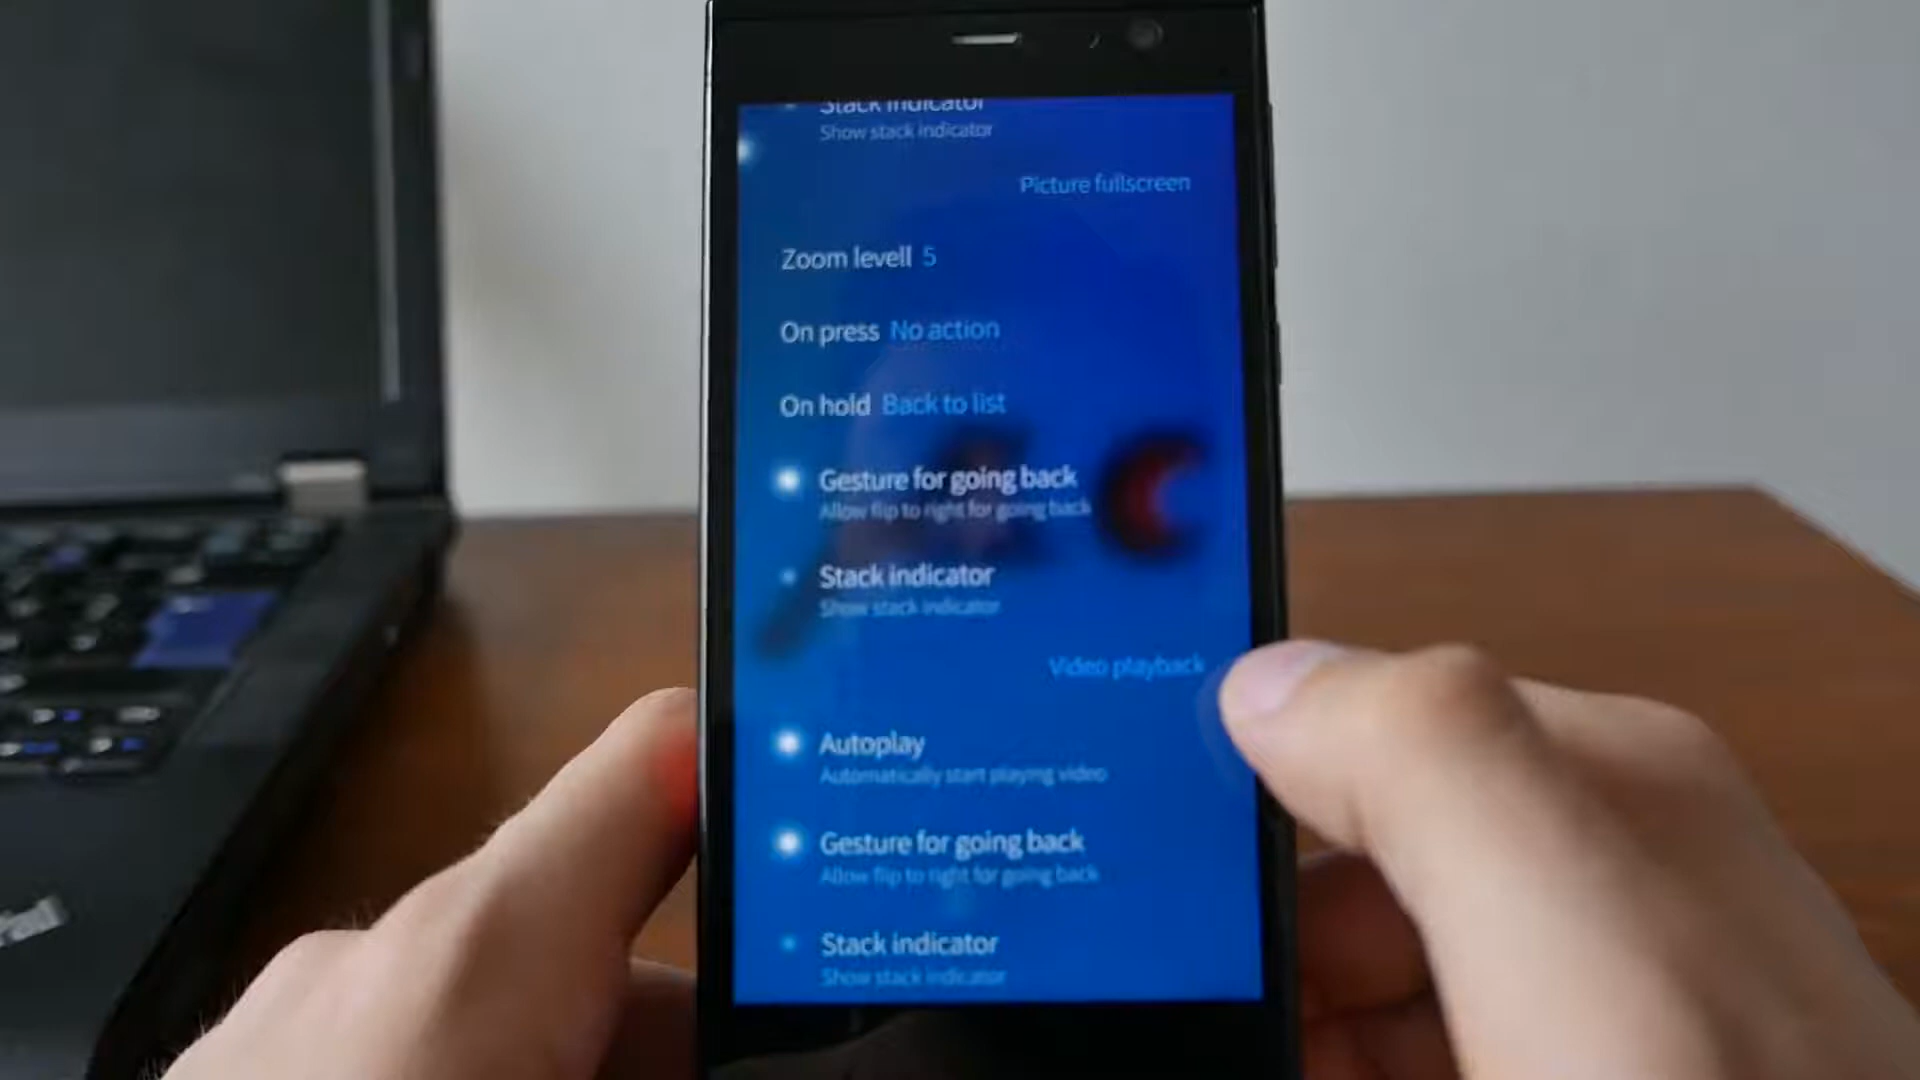 Stack indicator
Show stack indicator
Picture fullscreen
Zoom levell 5
On press No action
On hold Back to list
Gesture for going back
Allow flip to right for going back
Stack indicator
Show stack indicator
Video playback
Autoplay
Automatically start playing video
Gesture for going back
Allow flip to right for going back
Stack indicator
Show stack indicator